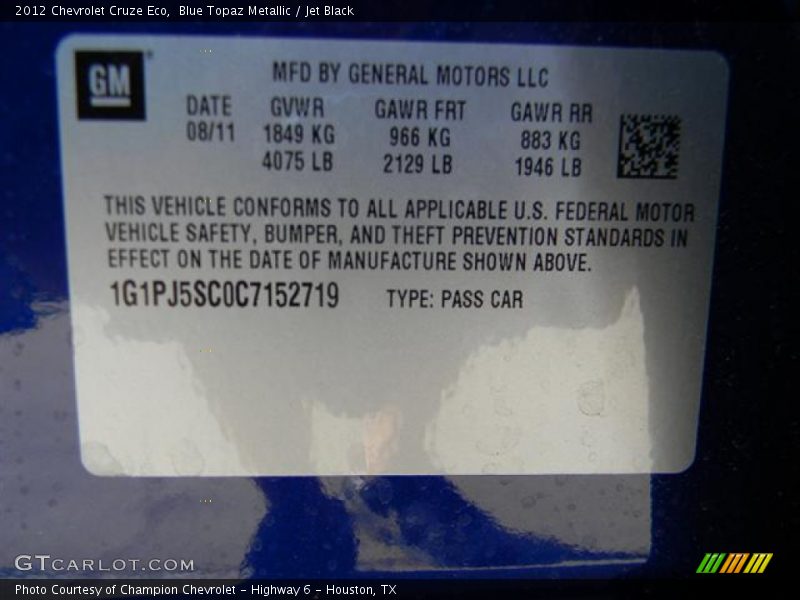 2012 Chevrolet Cruze Eco,  Blue Topaz Metallic / Jet Black
GM
MFD BY GENERAL MOTORS LLC
DATE GVWR GAWR FRT GAWR RR
08/11 1849 KG 966 KG 883 KG
4075 LB 2129 LB 1946 LB
THIS VEHICLE CONFORMS TO ALL APPLICABLE U.S. FEDERAL MOTOR
VEHICLE SAFETY, BUMPER, AND THEFT PREVENTION STANDARDS IN
EFFECT ON THE DATE OF MANUFACTURE SHOWN ABOVE.
1G1PJ5SC0C7152719 TYPE: PASS CAR
GTCARLOT.COM
Photo Courtesy of Champion Chevrolet - Highway 6 - Houston, TX